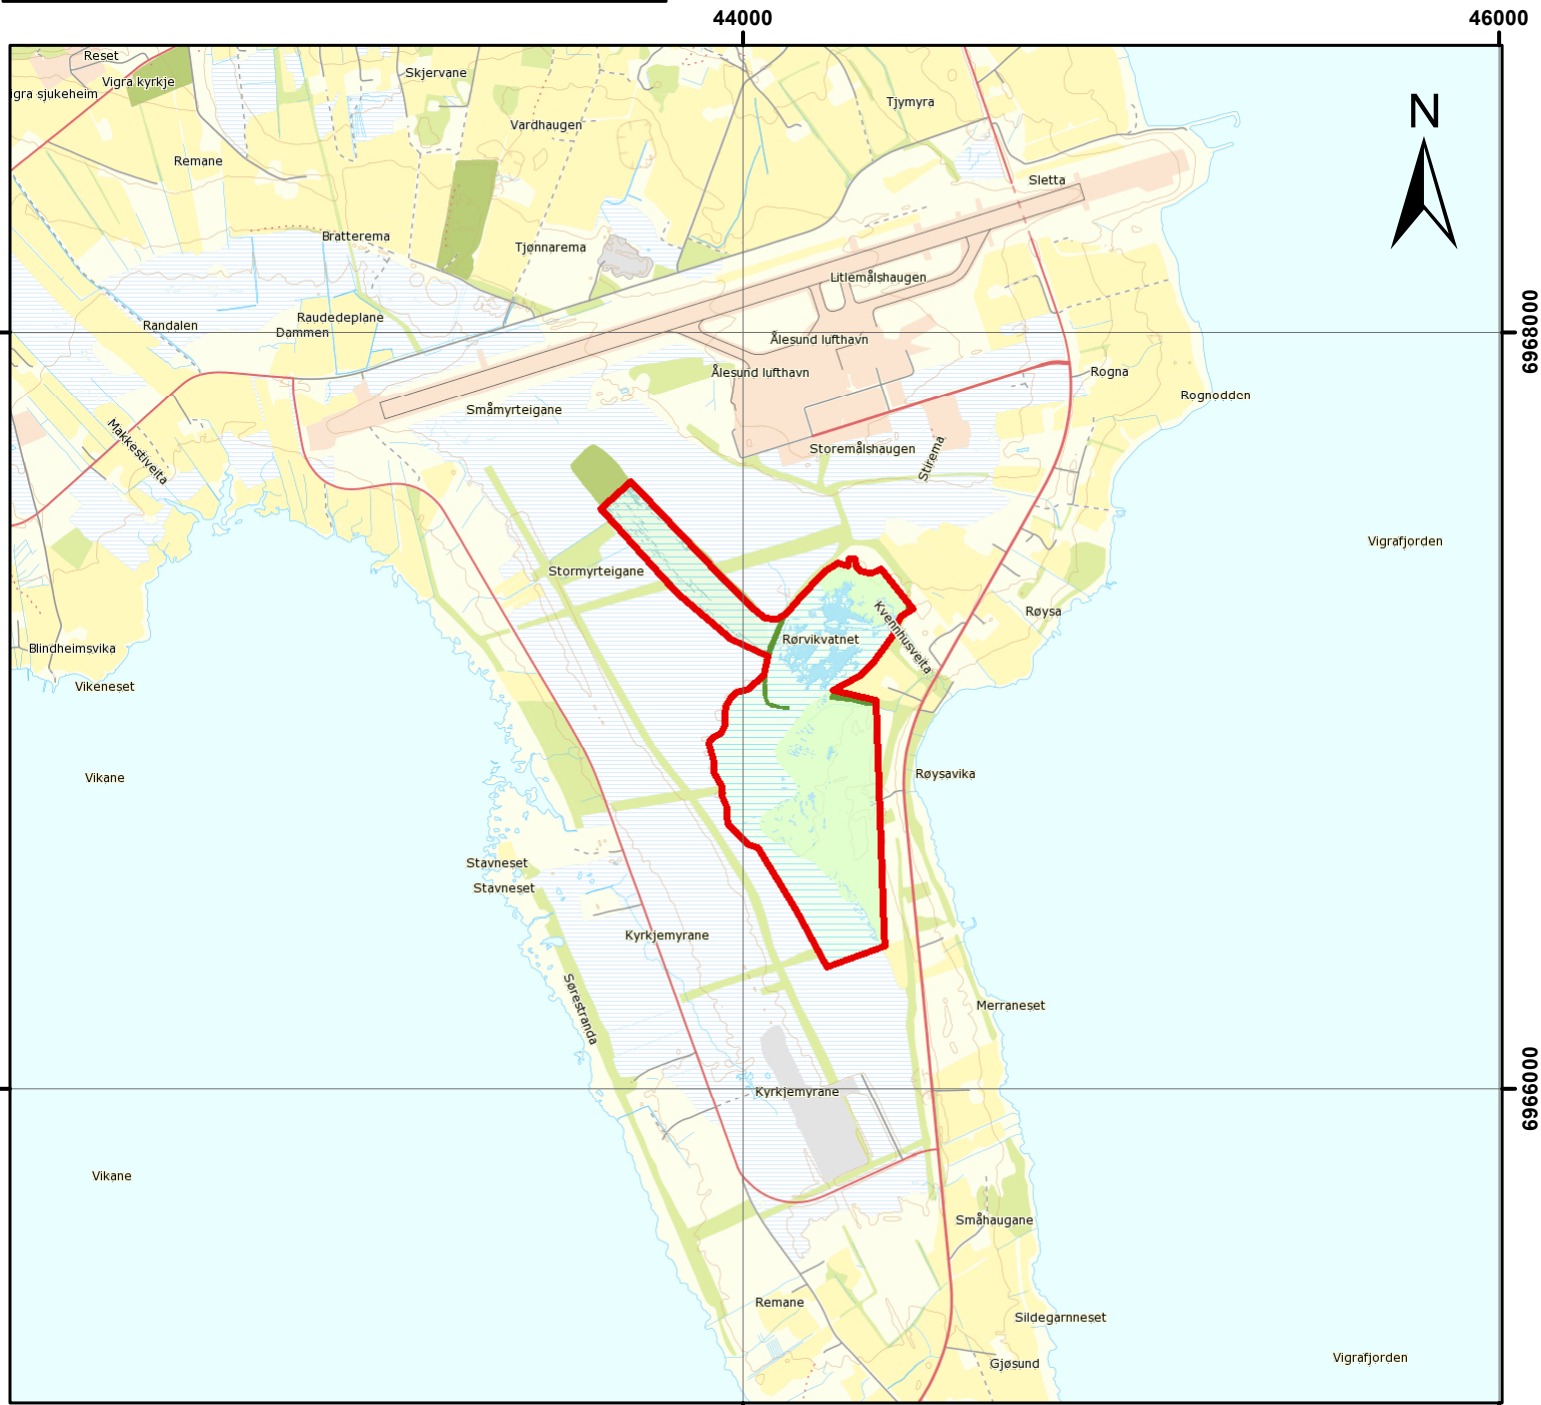 44000
46000
Reset
Vigra kyrkje
igra sjukeheim
Skjervane
Tjymyra
N
Vardhaugen
Remane
Sletta
Bratterema
Tjønnarema
Litlemålshaugen
6968000
Randalen
Raudedeplane
Dammen
Ålesund lufthavn
Ålesund lufthavn
Rogna
Rognodden
Småmyrteigane
Makkestiveita
Storemålshaugen
Stirema
Vigrafjorden
Stormyrteigane
Røysa
Kvennhusveita
Rørvikvatnet
Blindheimsvika
Vikeneset
Vikane
Røysavika
Stavneset
Stavneset
Kyrkjemyrane
Sørestranda
Merraneset
6966000
Kyrkjemyrane
Vikane
Småhaugane
Remane
Sildegarnneset
Vigrafjorden
Gjøsund